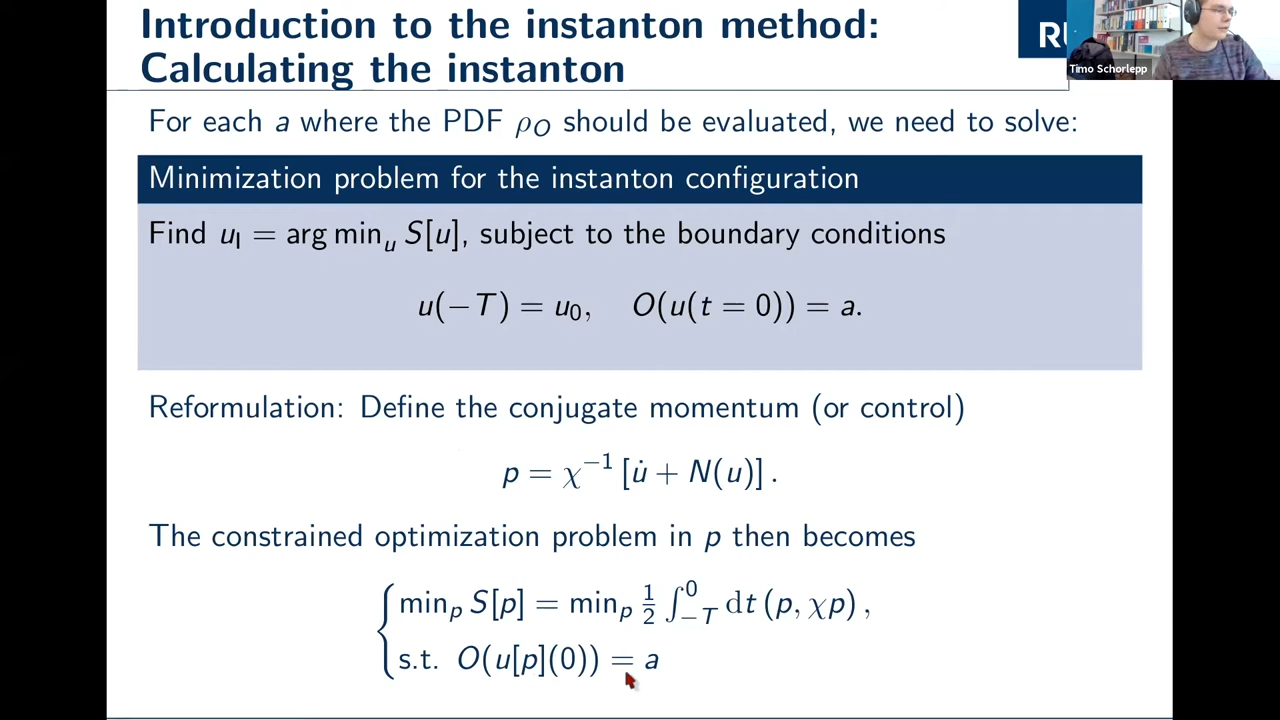 Introduction to the instanton method:
Calculating the instanton
Timo Schorlepp
For each a where the PDF ρ_O should be evaluated, we need to solve:
Minimization problem for the instanton configuration
Find u_I = arg min_u S[u], subject to the boundary conditions
u(−T) = u_0, O(u(t = 0)) = a.
Reformulation: Define the conjugate momentum (or control)
p = χ^{−1} [u̇ + N(u)] .
The constrained optimization problem in p then becomes
{ min_p S[p] = min_p 1/2 ∫_{−T}^0 dt (p, χp) ,
s.t. O(u[p](0)) = a